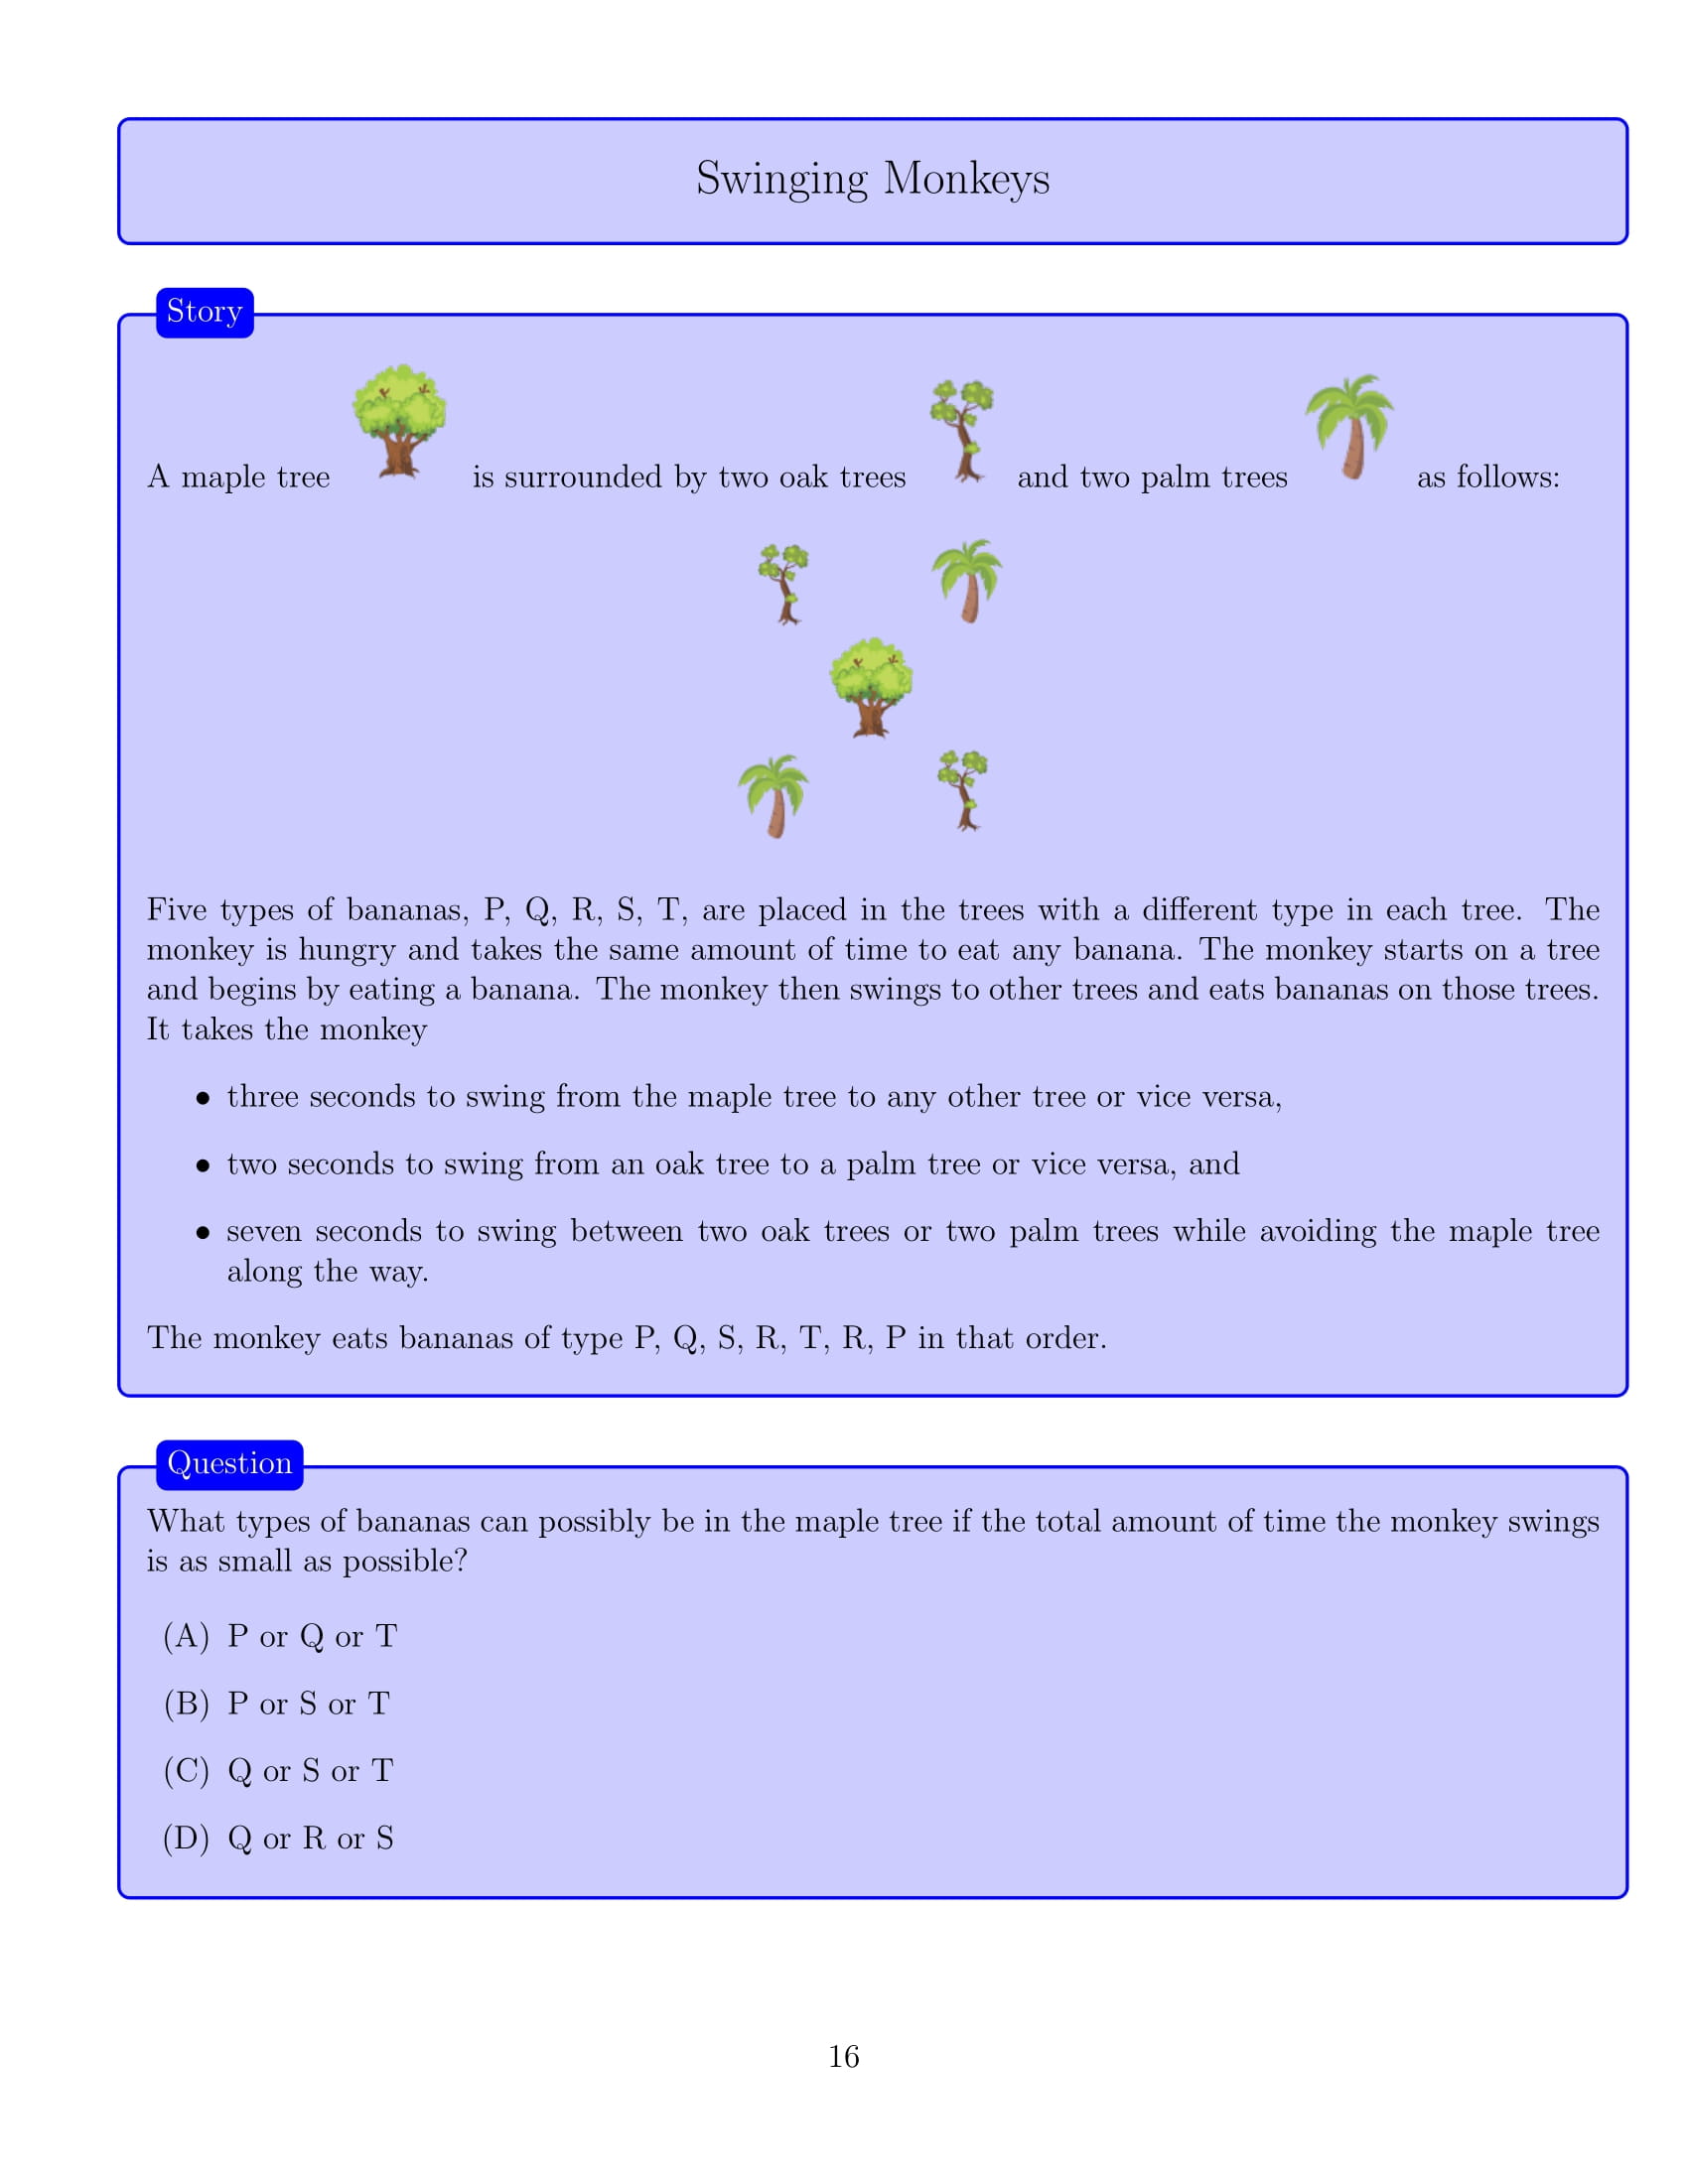 Swinging Monkeys
Story
A maple tree is surrounded by two oak trees and two palm trees as follows:
Five types of bananas, P, Q, R, S, T, are placed in the trees with a different type in each tree. The
monkey is hungry and takes the same amount of time to eat any banana. The monkey starts on a tree
and begins by eating a banana. The monkey then swings to other trees and eats bananas on those trees.
It takes the monkey
• three seconds to swing from the maple tree to any other tree or vice versa,
• two seconds to swing from an oak tree to a palm tree or vice versa, and
• seven seconds to swing between two oak trees or two palm trees while avoiding the maple tree
along the way.
The monkey eats bananas of type P, Q, S, R, T, R, P in that order.
Question
What types of bananas can possibly be in the maple tree if the total amount of time the monkey swings
is as small as possible?
(A) P or Q or T
(B) P or S or T
(C) Q or S or T
(D) Q or R or S
16